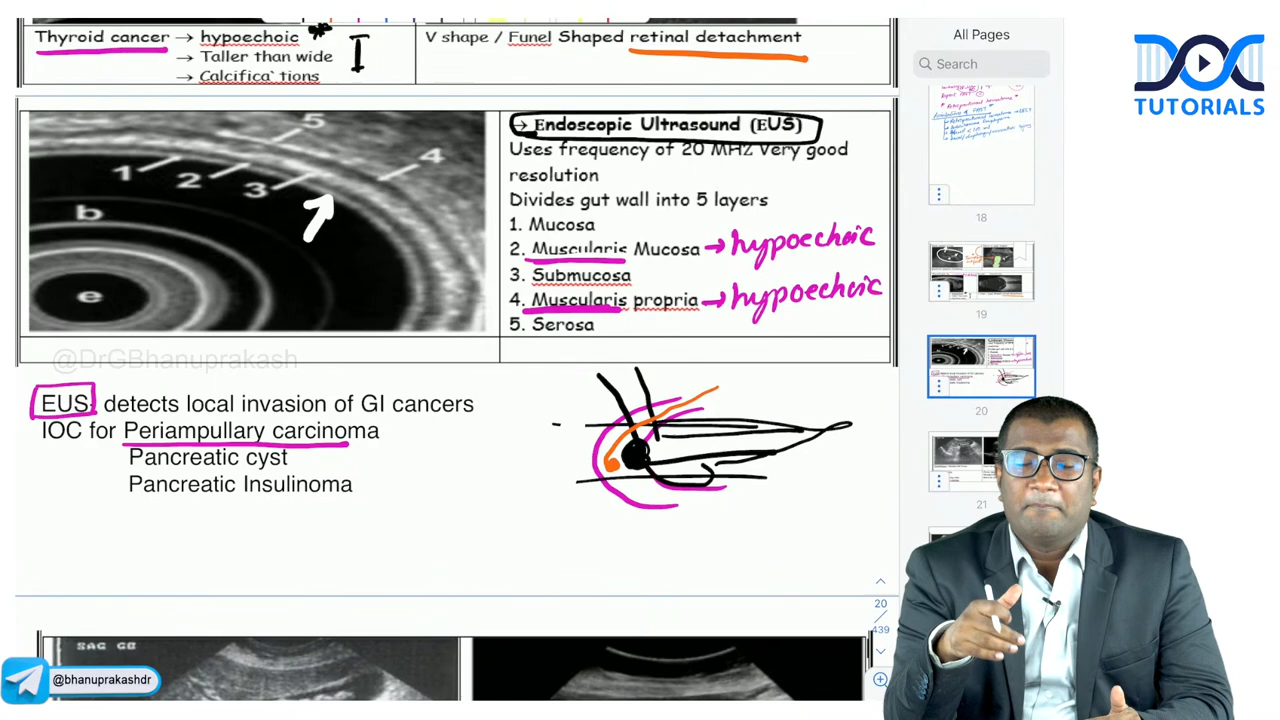 Thyroid cancer → hypoechoic
→ Taller than wide
→ Calcifica`tions
V shape / Funel Shaped retinal detachment
All Pages
Search
DOC
TUTORIALS
5
4
1
2
3
b
e
→ Endoscopic Ultrasound (EUS)
Uses frequency of 20 MHZ very good
resolution
Divides gut wall into 5 layers
1. Mucosa
2. Muscularis Mucosa → hypoechoic
3. Submucosa
4. Muscularis propria → hypoechoic
5. Serosa
@DrGBhanuprakash
EUS: detects local invasion of GI cancers
IOC for Periampullary carcinoma
Pancreatic cyst
Pancreatic Insulinoma
18
19
20
21
20
/
439
SAG GB
@bhanuprakashdr